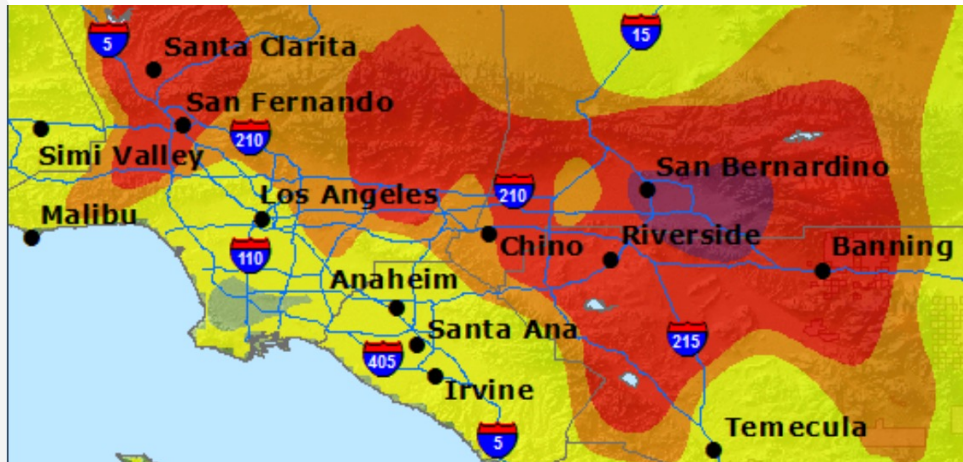 5
15
Santa Clarita
San Fernando
210
Simi Valley
San Bernardino
210
Los Angeles
Malibu
110
Chino
Riverside
Banning
Anaheim
Santa Ana
405
215
Irvine
5
Temecula